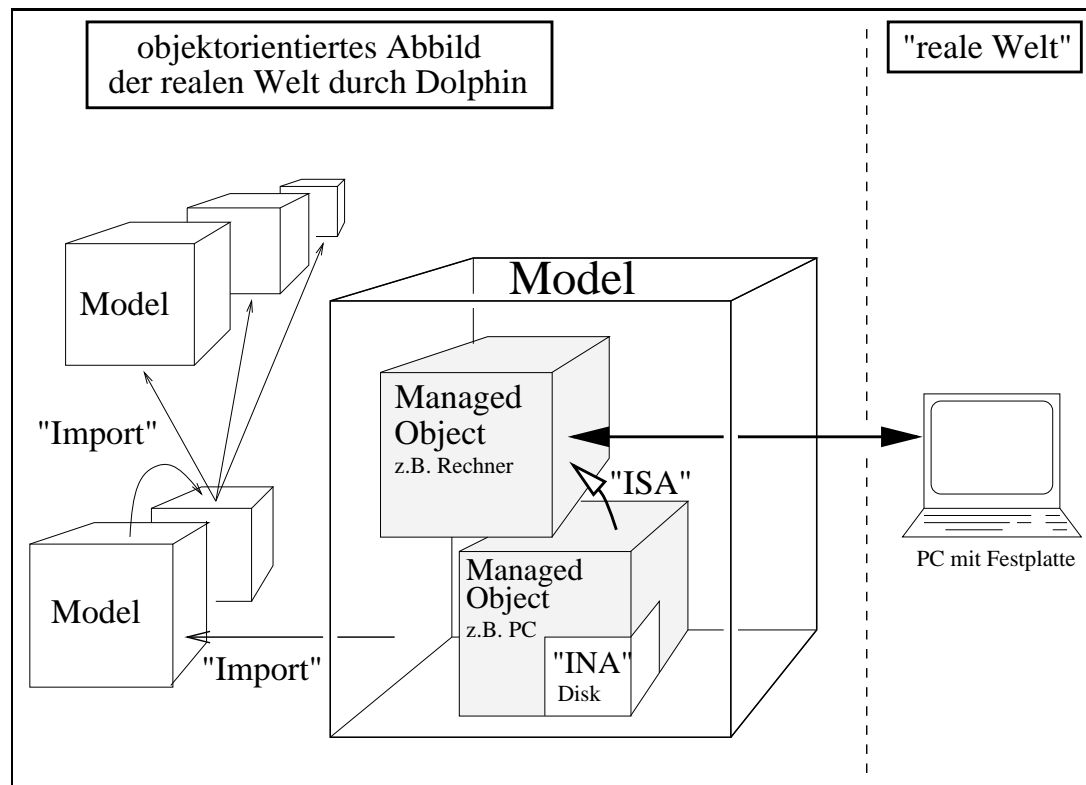 objektorientiertes Abbild
der realen Welt durch Dolphin
"reale Welt"
Model
Model
Managed
Object
z.B. Rechner
"Import"
"ISA"
PC mit Festplatte
Managed
Object
z.B. PC
Model
"Import"
"INA"
Disk